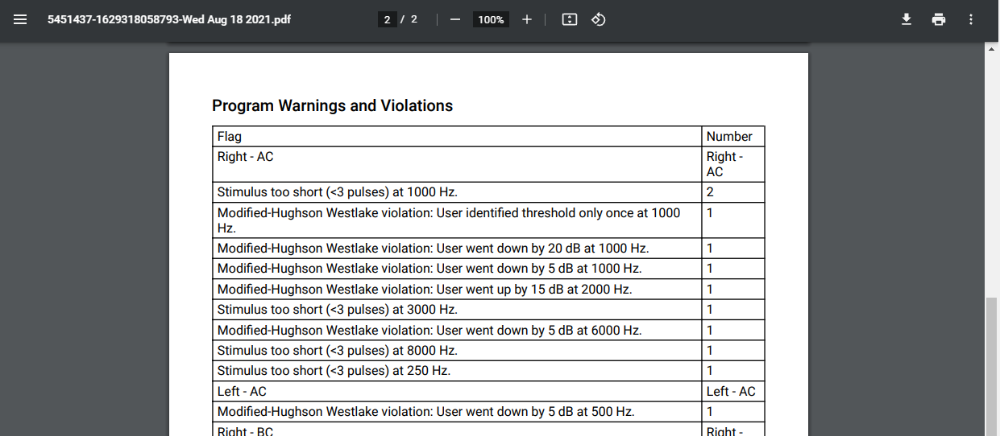 5451437-1629318058793-Wed Aug 18 2021.pdf
2 / 2
100%
Program Warnings and Violations
Flag Number
Right - AC Right -
AC
Stimulus too short (<3 pulses) at 1000 Hz. 2
Modified-Hughson Westlake violation: User identified threshold only once at 1000 1
Hz.
Modified-Hughson Westlake violation: User went down by 20 dB at 1000 Hz. 1
Modified-Hughson Westlake violation: User went down by 5 dB at 1000 Hz. 1
Modified-Hughson Westlake violation: User went up by 15 dB at 2000 Hz. 1
Stimulus too short (<3 pulses) at 3000 Hz. 1
Modified-Hughson Westlake violation: User went down by 5 dB at 6000 Hz. 1
Stimulus too short (<3 pulses) at 8000 Hz. 1
Stimulus too short (<3 pulses) at 250 Hz. 1
Left - AC Left - AC
Modified-Hughson Westlake violation: User went down by 5 dB at 500 Hz. 1
Right - BC Right -